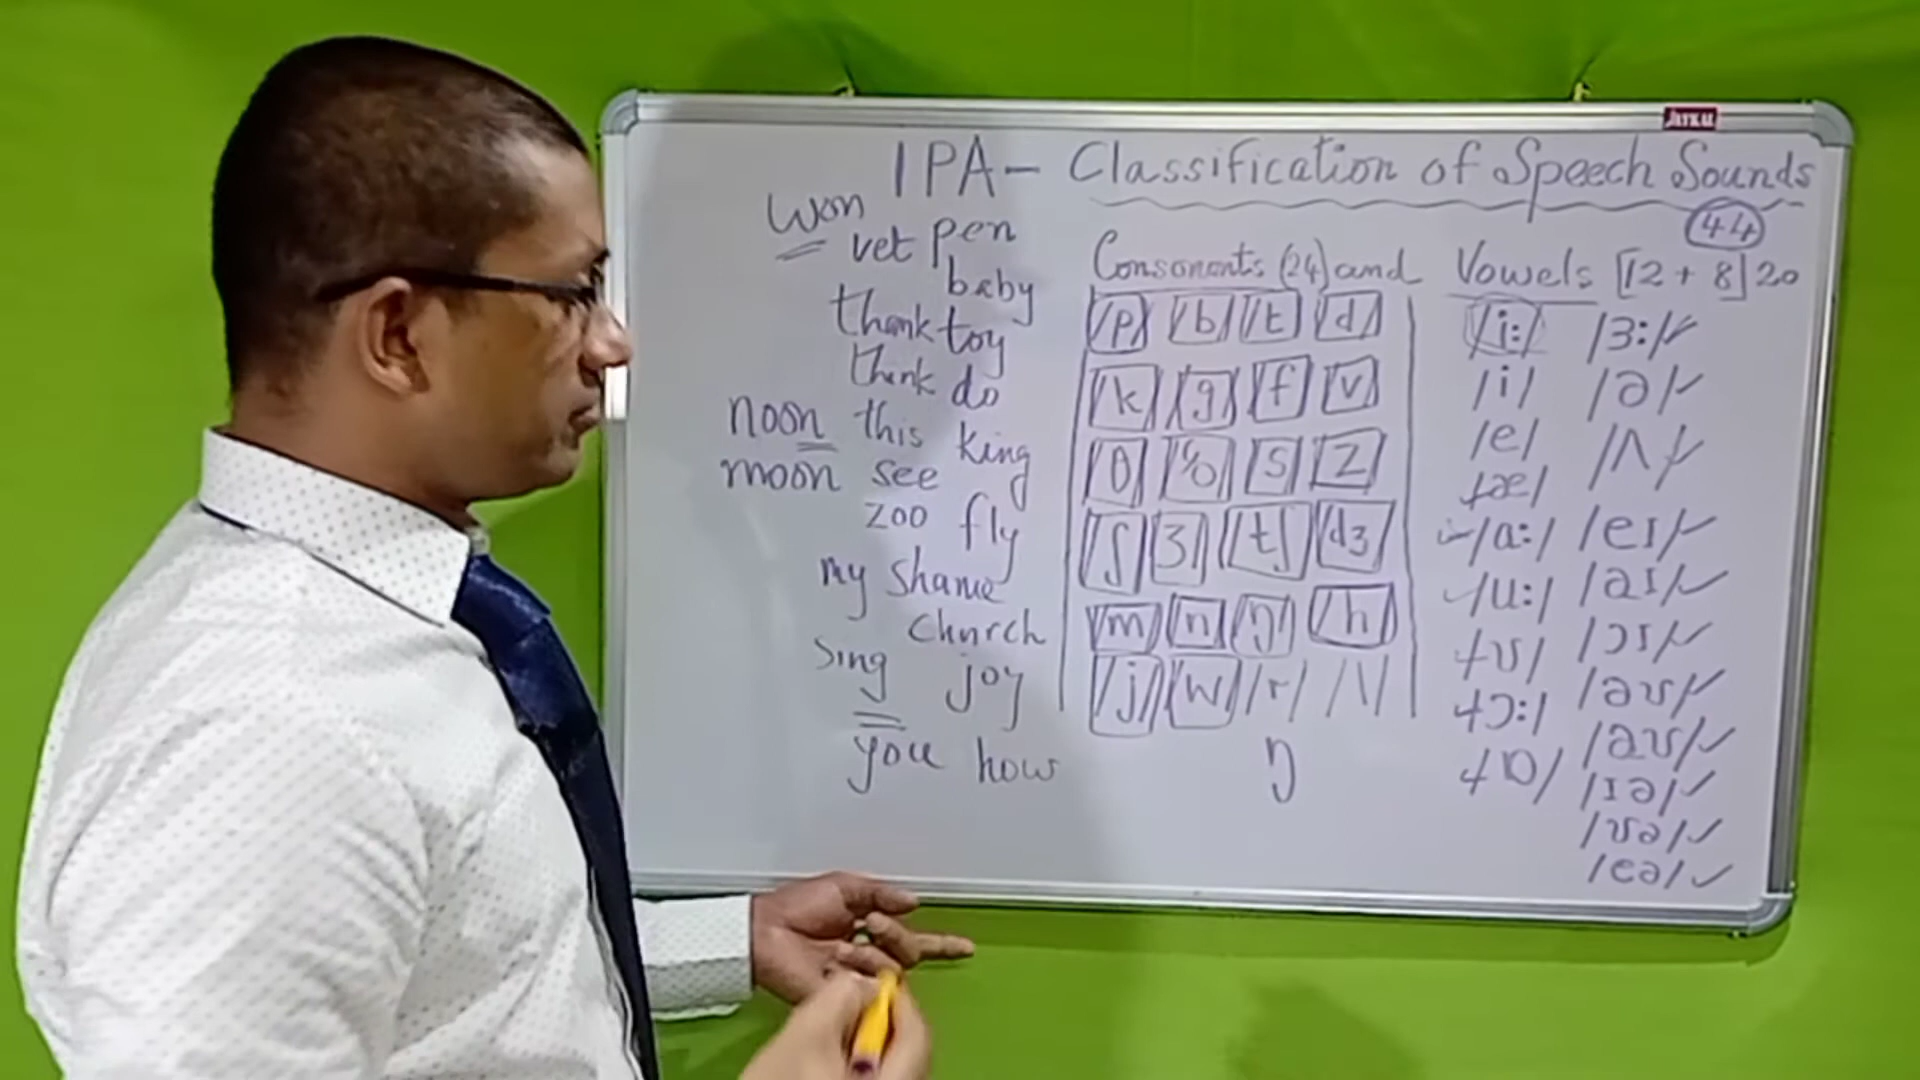 JAYKAL
IPA - Classification of Speech Sounds
44
Consonants (24) and Vowels [12 + 8] 20
won
vet pen
baby
thank toy
think do
noon this king
moon see
zoo fly
my shame
church
sing joy
you how
/p/ /b/ /t/ /d/
/k/ /g/ /f/ /v/
/θ/ /ð/ /s/ /z/
/ʃ/ /ʒ/ /tʃ/ /dʒ/
/m/ /n/ /ŋ/ /h/
/j/ /w/ /r/ /l/
ŋ
/i:/ /ɜ:/
/i/ /ə/
/e/ /ʌ/
/æ/
/a:/ /eɪ/
/u:/ /əɪ/
/ʊ/ /ɔɪ/
/ɔ:/ /əʊ/
/ɒ/ /aʊ/
/ɪə/
/ʊə/
/eə/